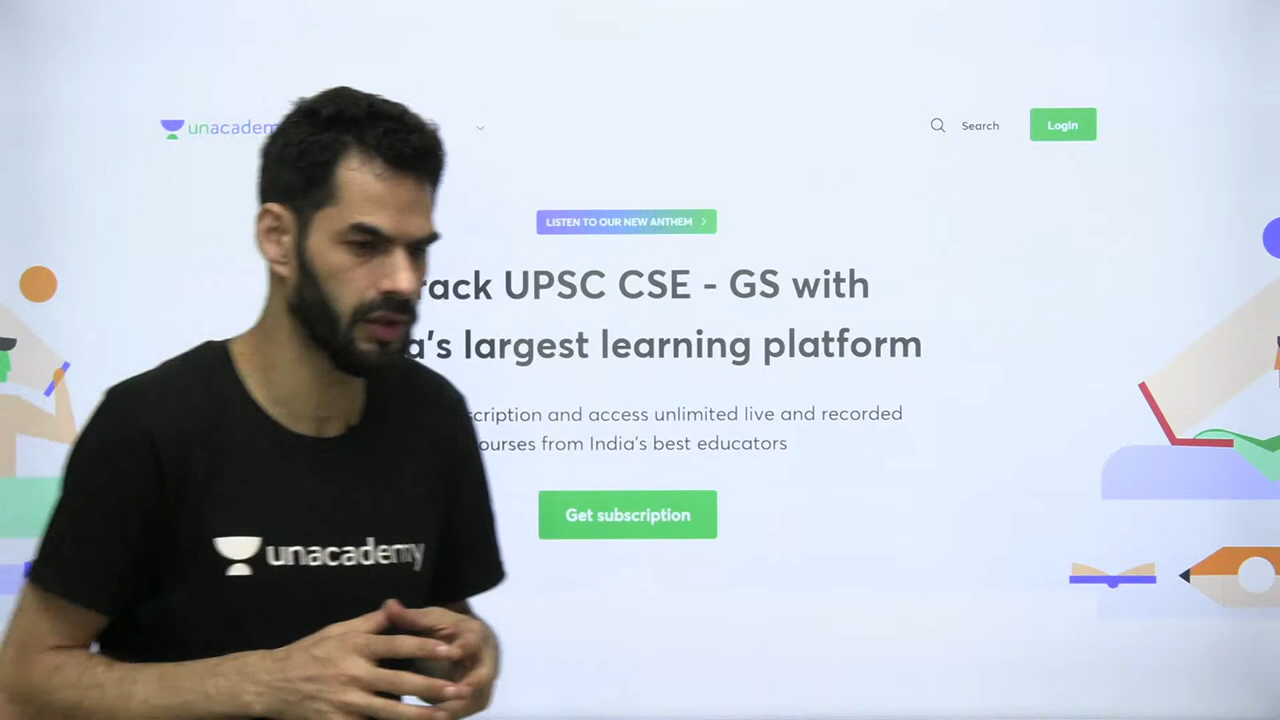 unacadem
Search
Login
LISTEN TO OUR NEW ANTHEM
rack UPSC CSE - GS with
a's largest learning platform
scription and access unlimited live and recorded
ourses from India's best educators
Get subscription
unacademy